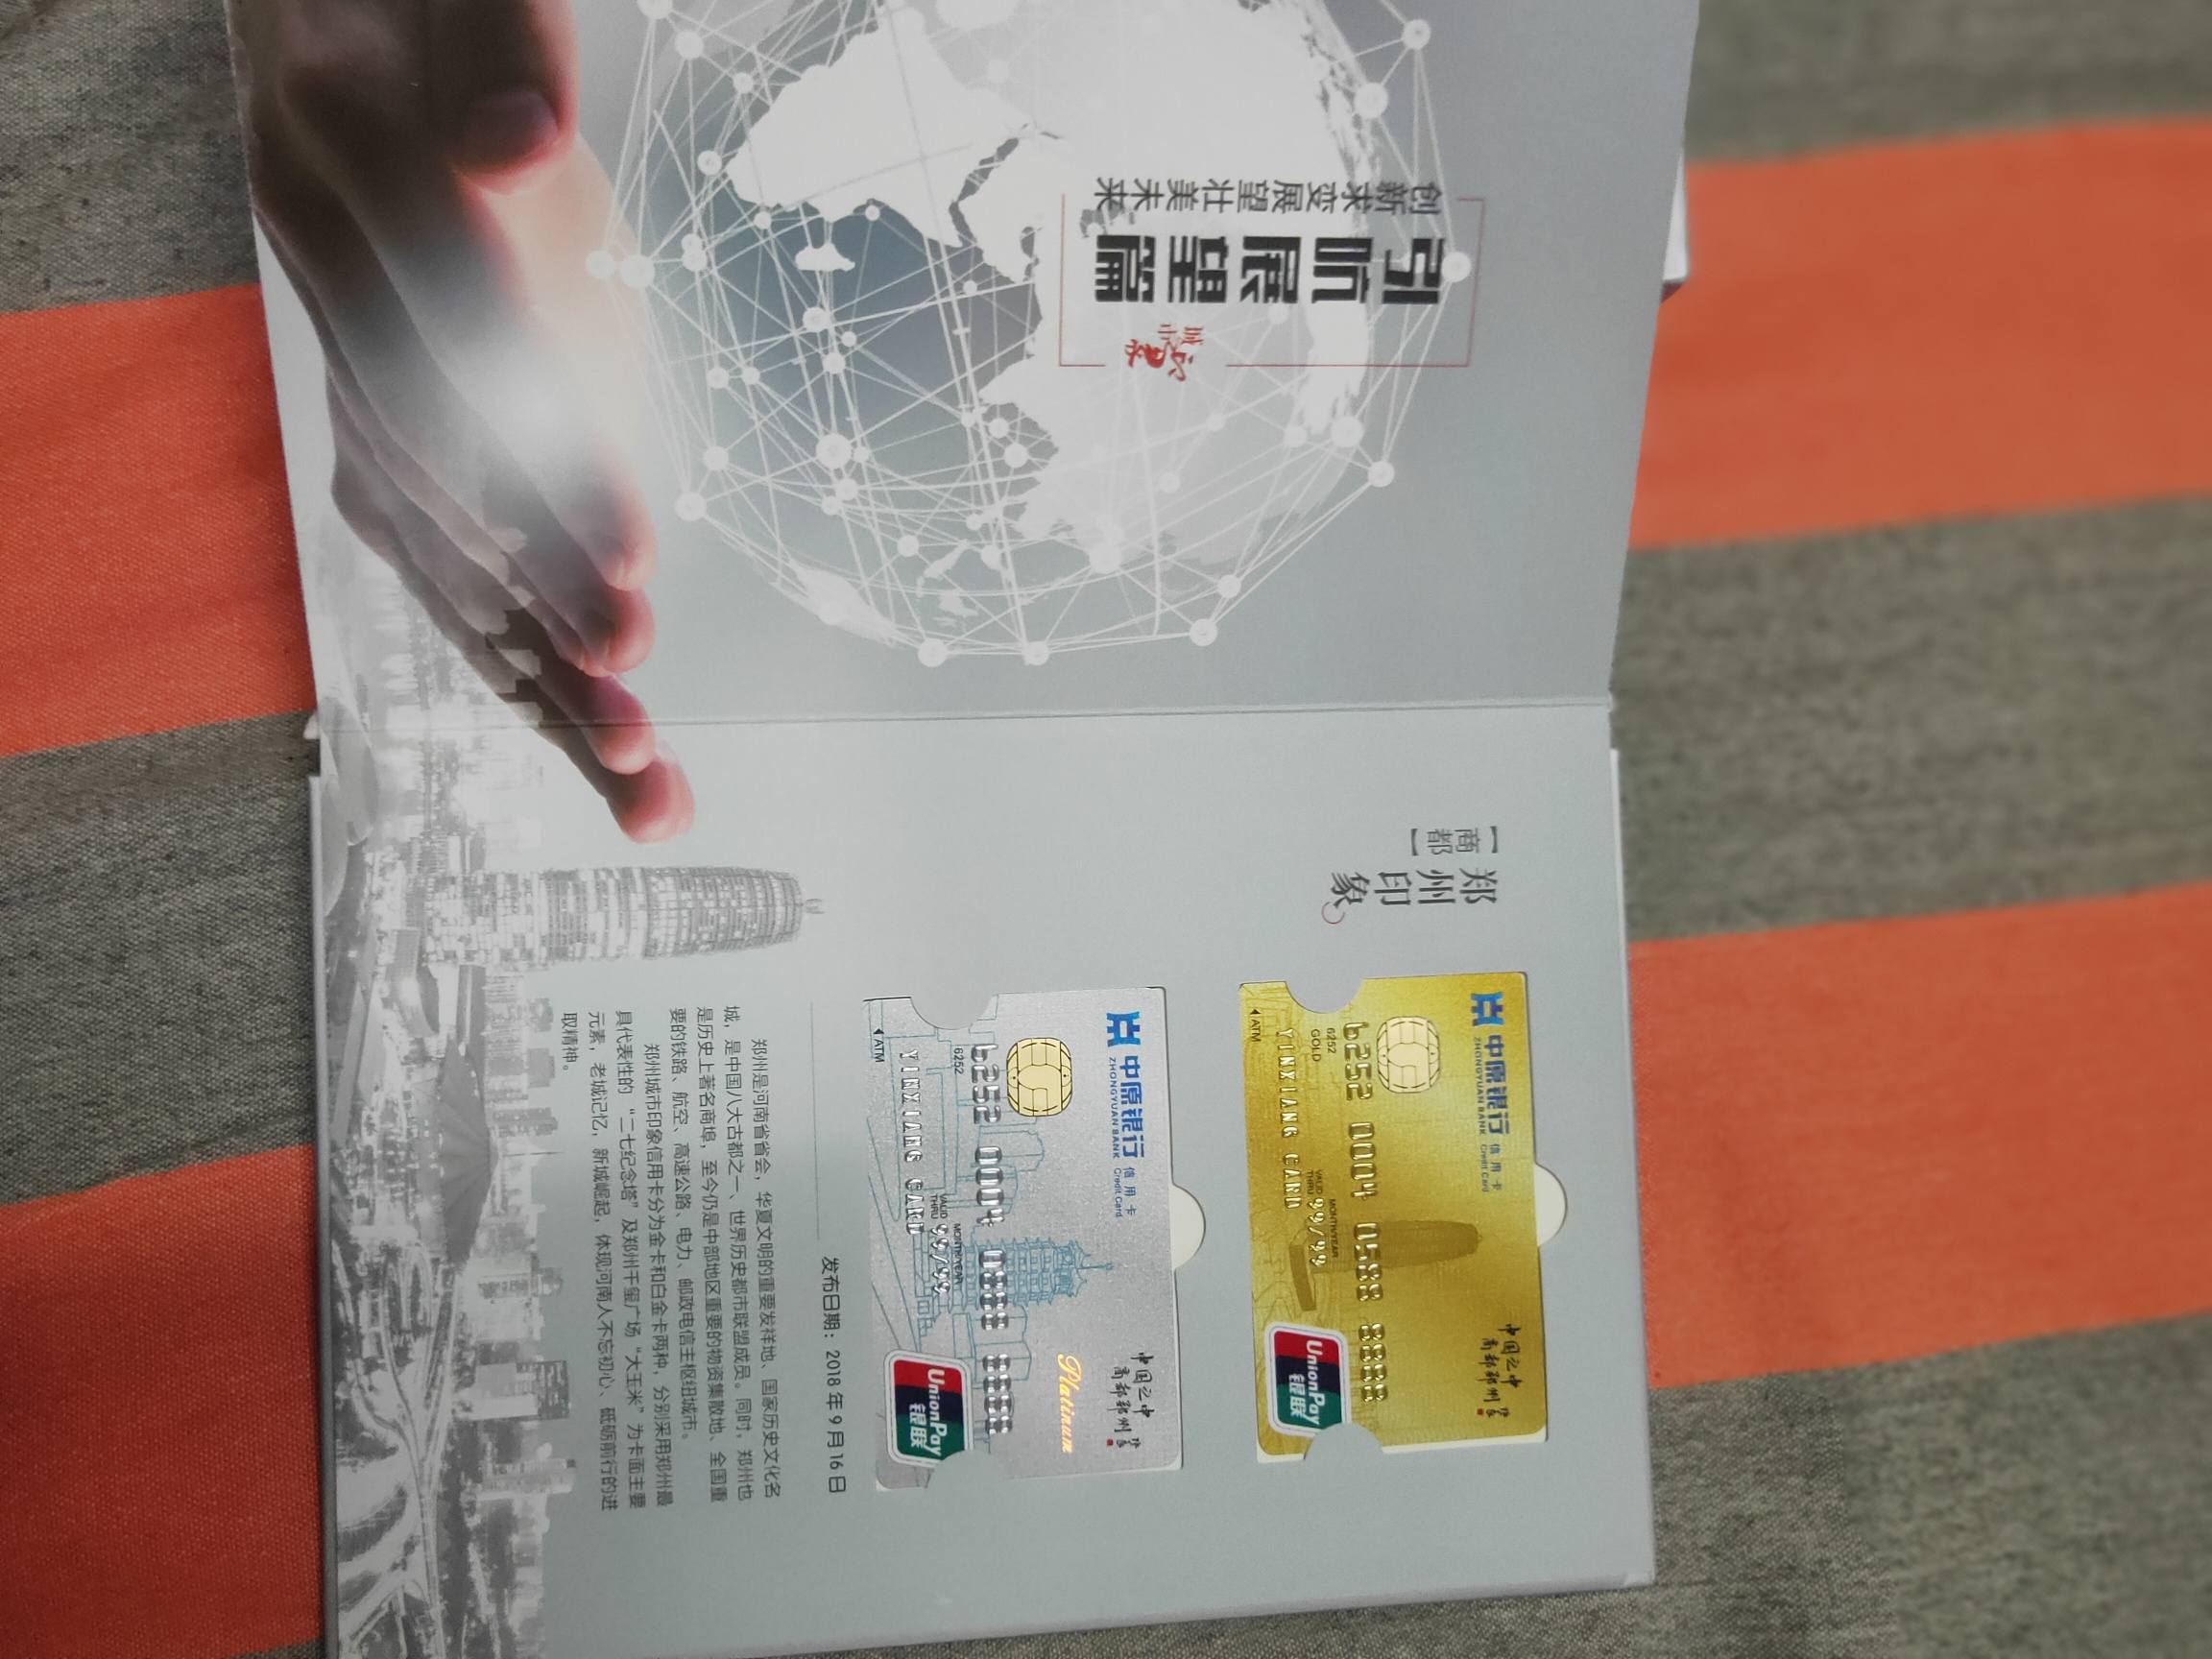 创新求变展望壮美未来
引航展望篇
城市
印象
【商都】
郑州印象
中原银行 信用卡
ZHONGYUAN BANK Credit Card
中国之中
商都郑州
6252 0004 0588 8888
6252
GOLD
MONTH/YEAR
VALID THRU 99/99
YINXIANG CARD
◀ATM
UnionPay
银联
中原银行 信用卡
ZHONGYUAN BANK Credit Card
中国之中
商都郑州
Platinum
6252 0004 0888 8888
6252
MONTH/YEAR
VALID THRU 99/99
YINXIANG CARD
◀ATM
UnionPay
银联
发布日期：2018年9月16日
郑州是河南省省会，华夏文明的重要发祥地、国家历史文化名
城，是中国八大古都之一、世界历史都市联盟成员。同时，郑州也
是历史上著名商埠，至今仍是中部地区重要的物资集散地、全国重
要的铁路、航空、高速公路、电力、邮政电信主枢纽城市。
郑州城市印象信用卡分为金卡和白金卡两种，分别采用郑州最
具代表性的“二七纪念塔”及郑州千玺广场“大玉米”为卡面主要
元素，老城记忆，新城崛起，体现河南人不忘初心、砥砺前行的进
取精神。